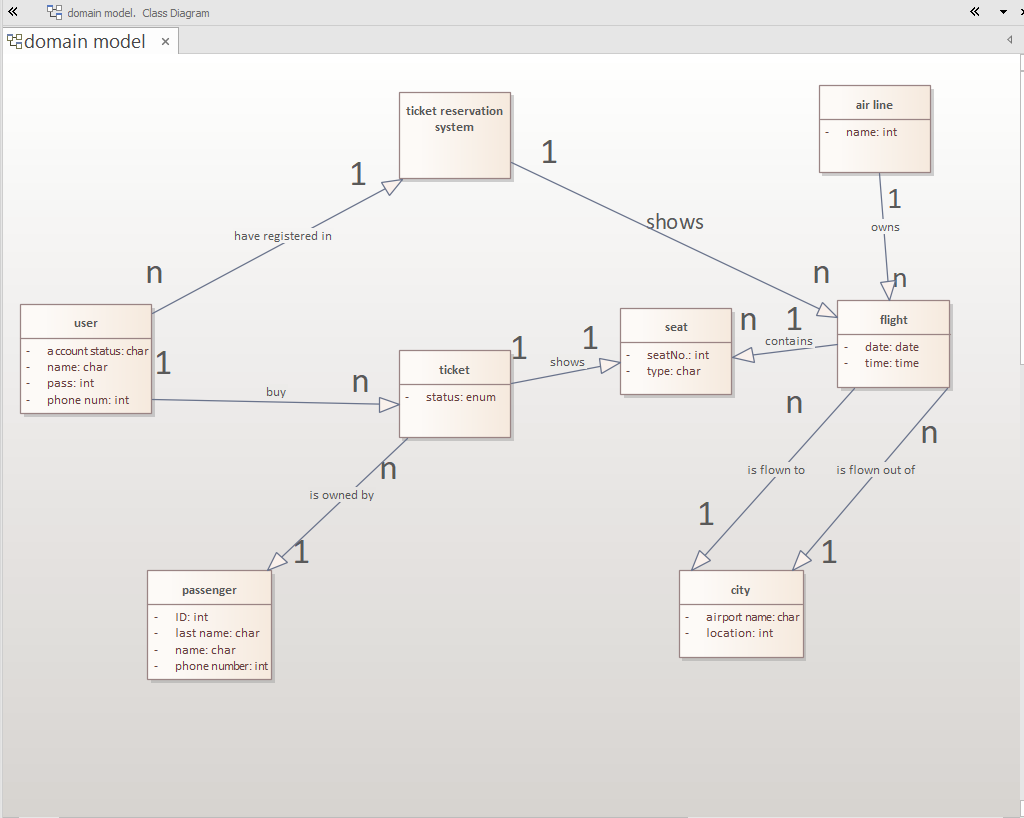 domain model. Class Diagram
domain model
ticket reservation
system
air line
- name: int
1
1
1
shows
owns
have registered in
n
n
n
user
- account status: char
- name: char
- pass: int
- phone num: int
seat
- seatNo.: int
- type: char
n
1
contains
flight
- date: date
- time: time
1
buy
n
ticket
- status: enum
1
shows
1
n
n
n
is owned by
is flown to
is flown out of
1
1
1
passenger
- ID: int
- last name: char
- name: char
- phone number: int
city
- airport name: char
- location: int